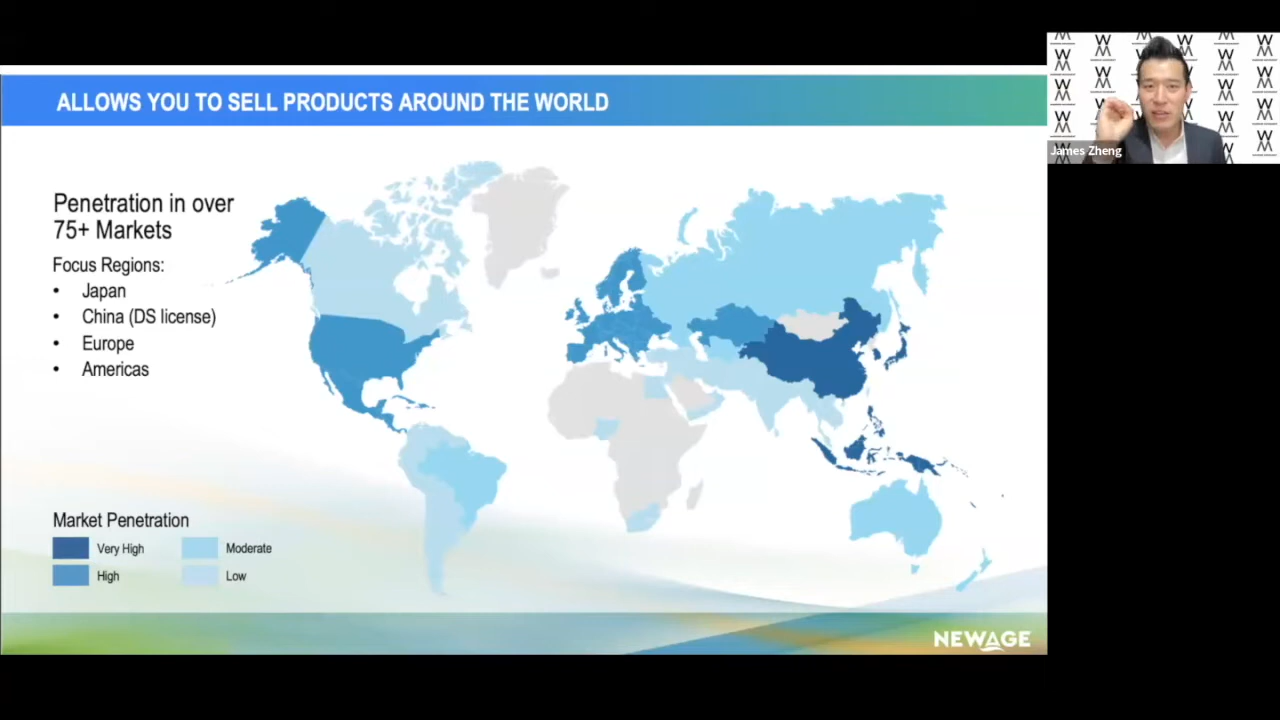 ALLOWS YOU TO SELL PRODUCTS AROUND THE WORLD
James Zheng
Penetration in over
75+ Markets
Focus Regions:
• Japan
• China (DS license)
• Europe
• Americas
Market Penetration
Very High
Moderate
High
Low
NEWAGE